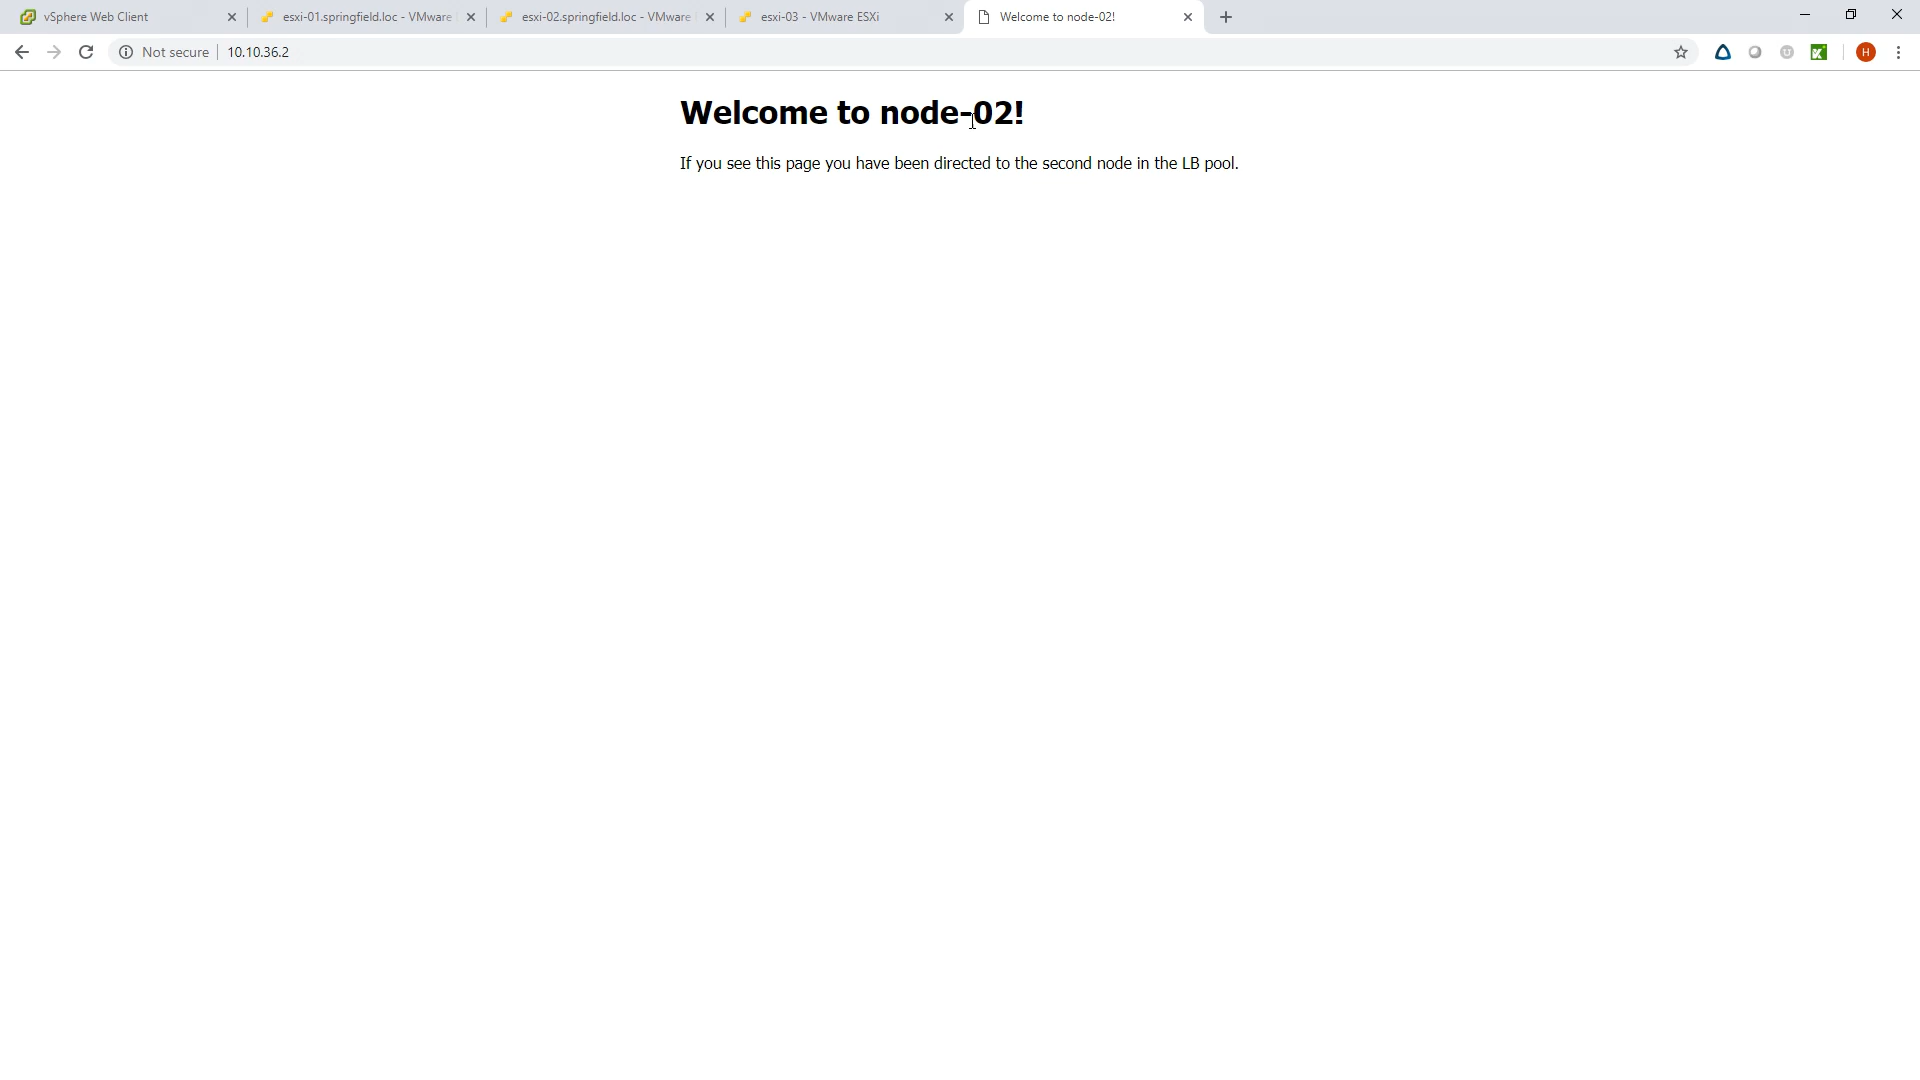 vSphere Web Client
esxi-01.springfield.loc - VMware
esxi-02.springfield.loc - VMware
esxi-03 - VMware ESXi
Welcome to node-02!
Not secure
10.10.36.2
H
Welcome to node-02!
If you see this page you have been directed to the second node in the LB pool.